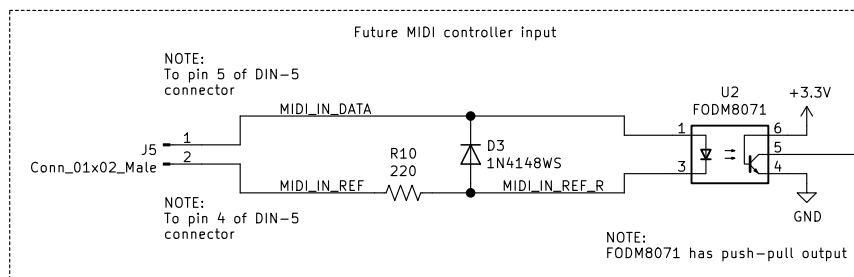 Future MIDI controller input
NOTE:
To pin 5 of DIN-5
connector
U2
FODM8071
+3.3V
MIDI_IN_DATA
J5
Conn_01x02_Male
1
2
R10
220
D3
1N4148WS
1
3
6
5
4
MIDI_IN_REF
MIDI_IN_REF_R
NOTE:
To pin 4 of DIN-5
connector
GND
NOTE:
FODM8071 has push-pull output